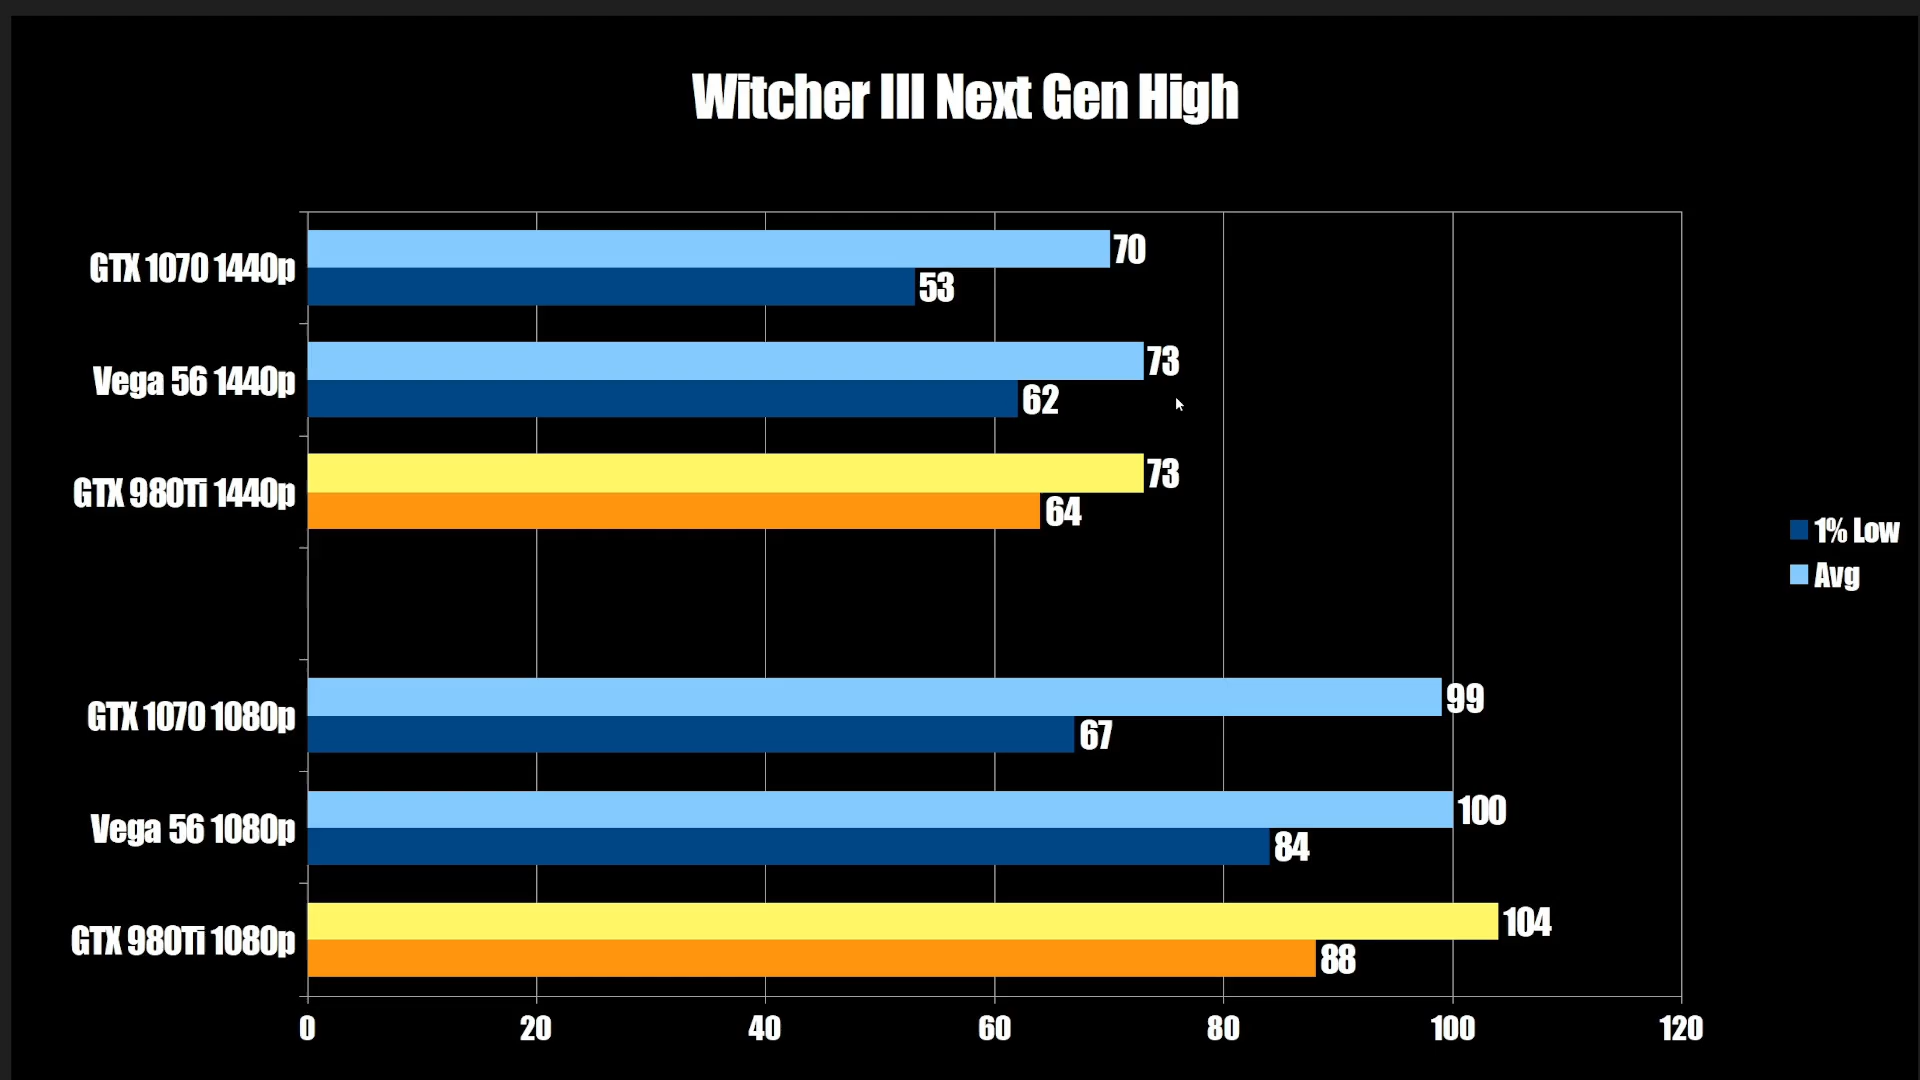 Witcher III Next Gen High
GTX 1070 1440p
70
53
Vega 56 1440p
73
62
GTX 980Ti 1440p
73
64
1% Low
Avg
GTX 1070 1080p
99
67
Vega 56 1080p
100
84
GTX 980Ti 1080p
104
88
0 20 40 60 80 100 120